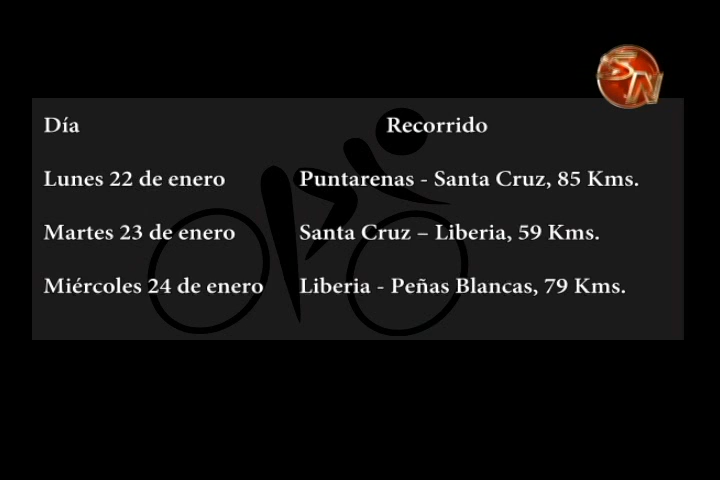 SN
Día Recorrido
Lunes 22 de enero Puntarenas - Santa Cruz, 85 Kms.
Martes 23 de enero Santa Cruz – Liberia, 59 Kms.
Miércoles 24 de enero Liberia - Peñas Blancas, 79 Kms.